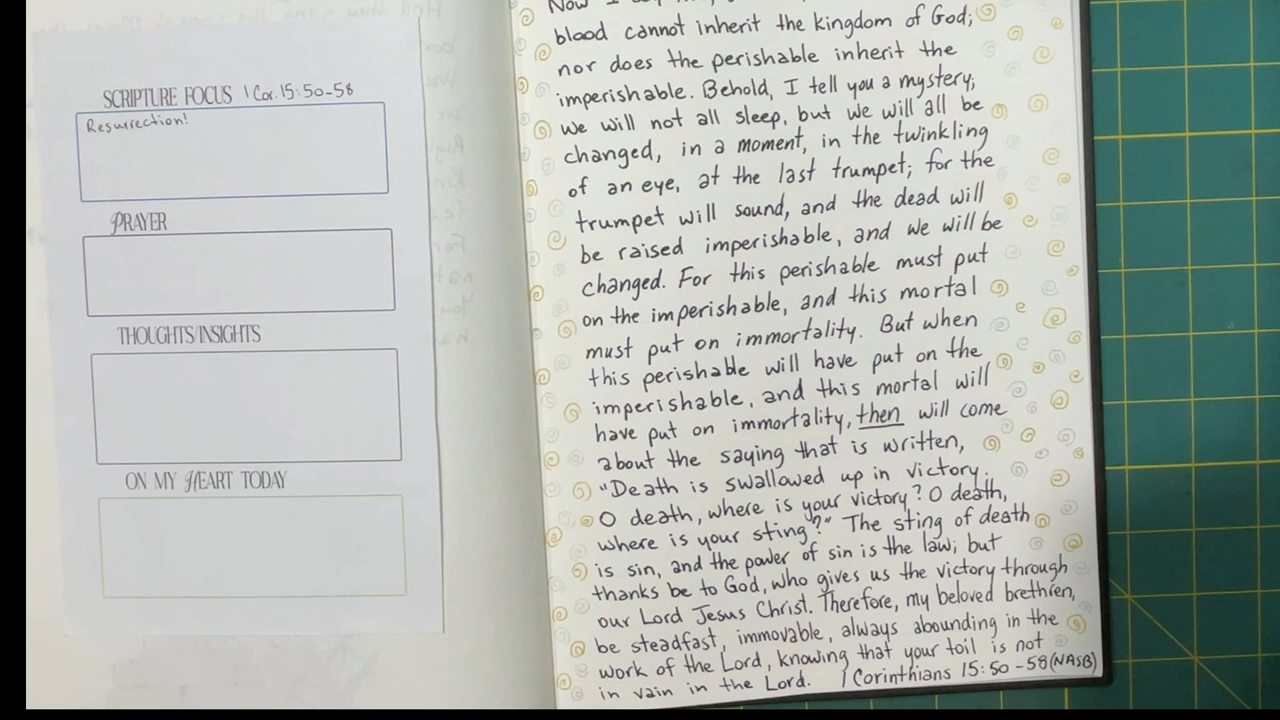 SCRIPTURE FOCUS 1 Cor. 15:50-58
Resurrection!
PRAYER
THOUGHTS/INSIGHTS
ON MY HEART TODAY
Now I
blood cannot inherit the kingdom of God;
nor does the perishable inherit the
imperishable. Behold, I tell you a mystery;
we will not all sleep, but we will all be
changed, in a moment, in the twinkling
of an eye, at the last trumpet; for the
trumpet will sound, and the dead will
be raised imperishable, and we will be
changed. For this perishable must put
on the imperishable, and this mortal
must put on immortality. But when
this perishable will have put on the
imperishable, and this mortal will
have put on immortality, then will come
about the saying that is written,
"Death is swallowed up in victory.
O death, where is your victory? O death,
where is your sting?" The sting of death
is sin, and the power of sin is the law; but
thanks be to God, who gives us the victory through
our Lord Jesus Christ. Therefore, my beloved brethren,
be steadfast, immovable, always abounding in the
work of the Lord, knowing that your toil is not
in vain in the Lord. 1 Corinthians 15:50-58 (NASB)